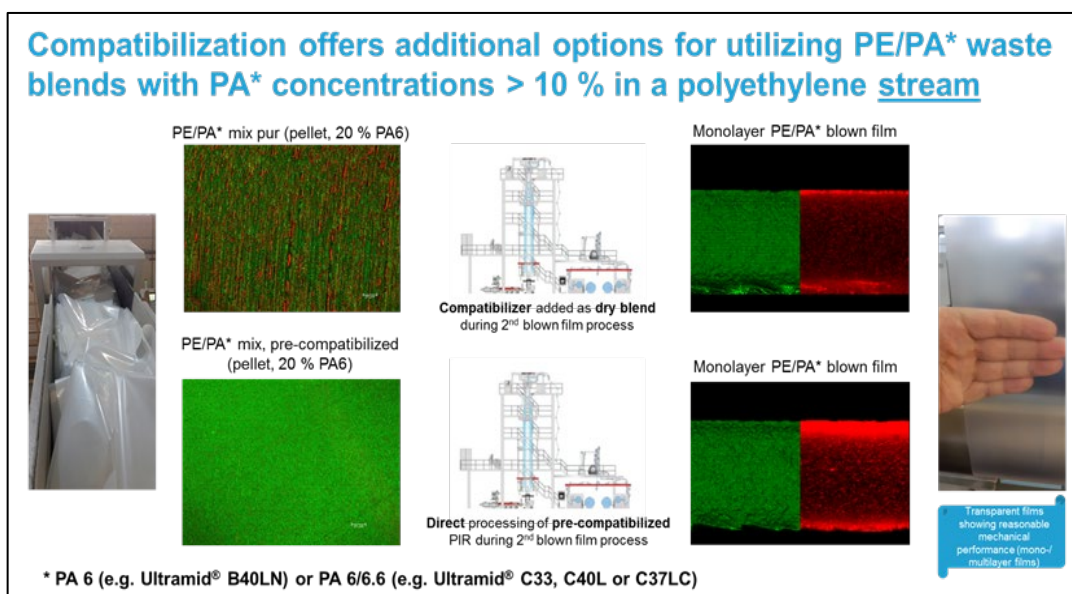 Compatibilization offers additional options for utilizing PE/PA* waste
blends with PA* concentrations > 10 % in a polyethylene stream
PE/PA* mix pur (pellet, 20 % PA6)
Monolayer PE/PA* blown film
Compatibilizer added as dry blend
during 2nd blown film process
PE/PA* mix, pre-compatibilized
(pellet, 20 % PA6)
Monolayer PE/PA* blown film
Direct processing of pre-compatibilized
PIR during 2nd blown film process
Transparent films
showing reasonable
mechanical
performance (mono-/
multilayer films)
* PA 6 (e.g. Ultramid® B40LN) or PA 6/6.6 (e.g. Ultramid® C33, C40L or C37LC)